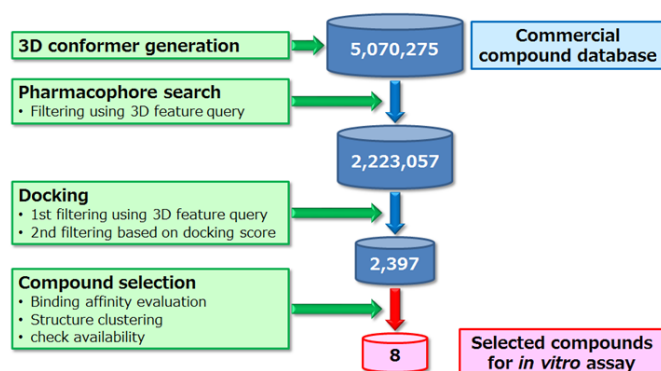 3D conformer generation
5,070,275
Commercial
compound database
Pharmacophore search
• Filtering using 3D feature query
2,223,057
Docking
• 1st filtering using 3D feature query
• 2nd filtering based on docking score
2,397
Compound selection
• Binding affinity evaluation
• Structure clustering
• check availability
8
Selected compounds
for in vitro assay